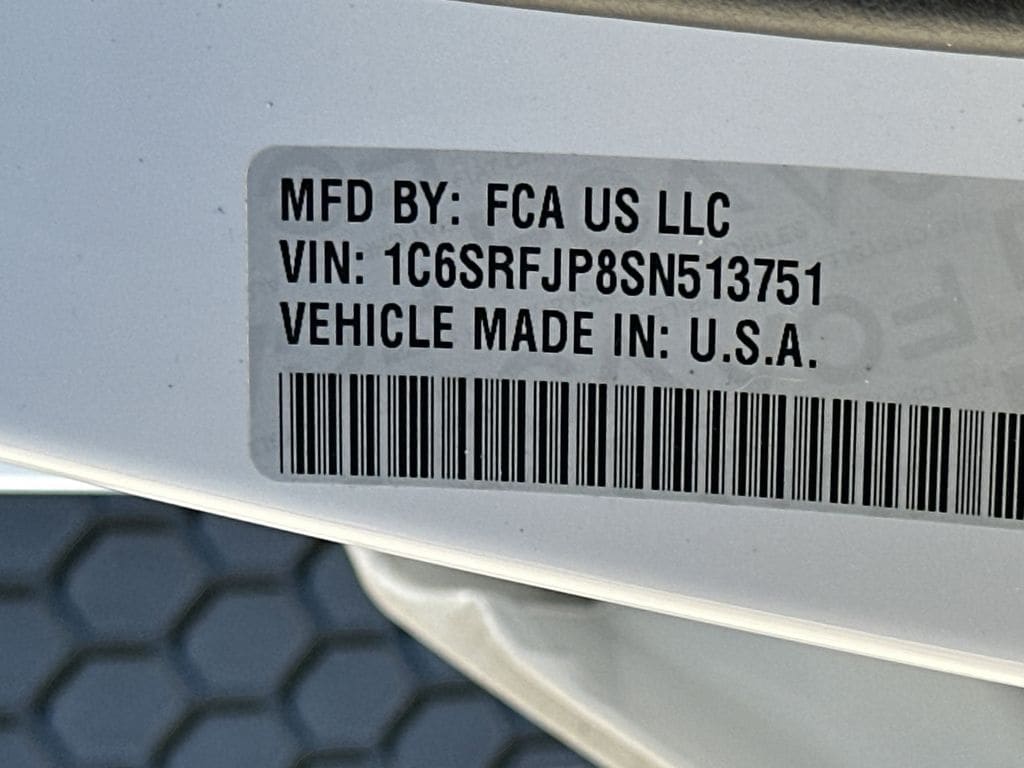 MFD BY: FCA US LLC
VIN: 1C6SRFJP8SN513751
VEHICLE MADE IN: U.S.A.